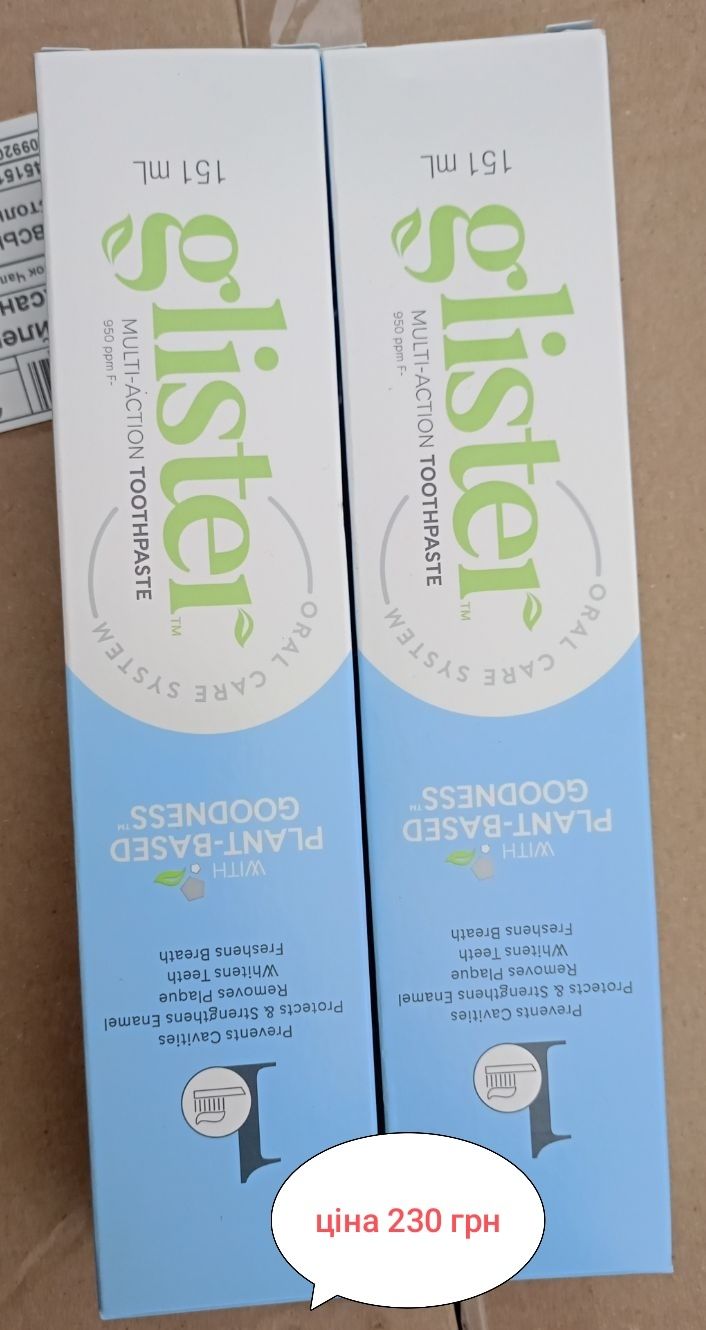 151 mL
glister™
MULTI-ACTION TOOTHPASTE
950 ppm F-
ORAL CARE SYSTEM
WITH
PLANT-BASED
GOODNESS™
1
Prevents Cavities
Protects & Strengthens Enamel
Removes Plaque
Whitens Teeth
Freshens Breath
151 mL
glister™
MULTI-ACTION TOOTHPASTE
950 ppm F-
ORAL CARE SYSTEM
WITH
PLANT-BASED
GOODNESS™
1
Prevents Cavities
Protects & Strengthens Enamel
Removes Plaque
Whitens Teeth
Freshens Breath
ціна 230 грн